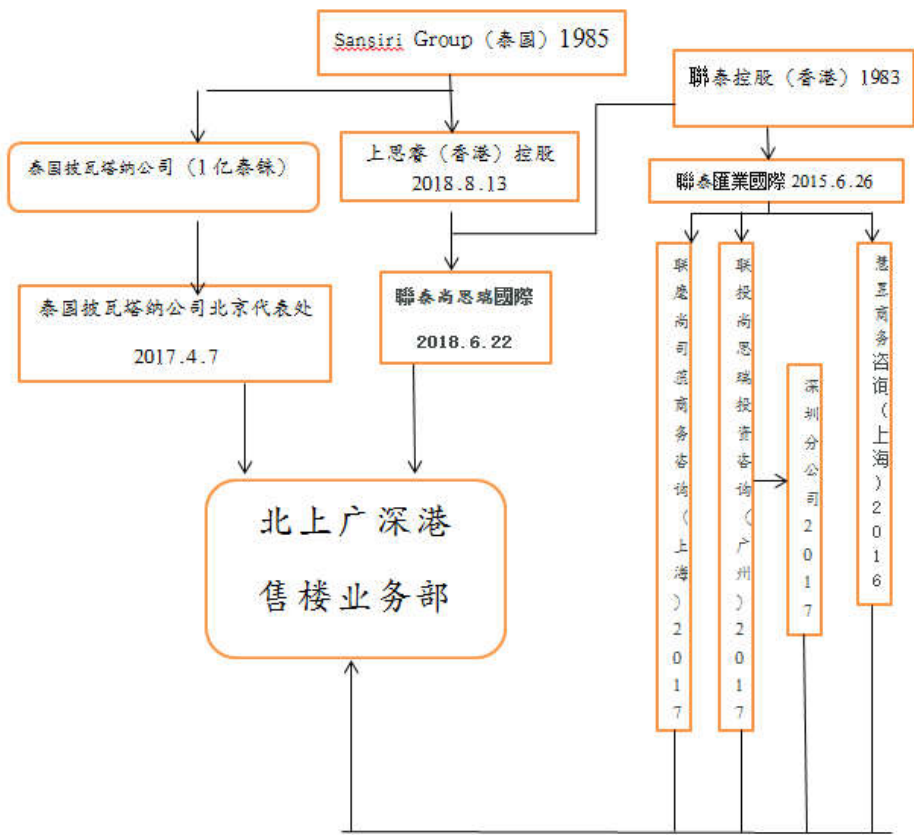 Sansiri Group（泰国）1985
聯泰控股（香港）1983
泰国披瓦塔纳公司（1亿泰铢）
上思睿（香港）控股
2018.8.13
聯泰匯業國際 2015.6.26
泰国披瓦塔纳公司北京代表处
2017.4.7
聯泰尚思瑞國際
2018.6.22
联尚司商务咨询（上海）2017
联投尚思瑞投资咨询（广州）2017
深圳分公司2017
慧商务咨询（上海）2016
北上广深港
售楼业务部